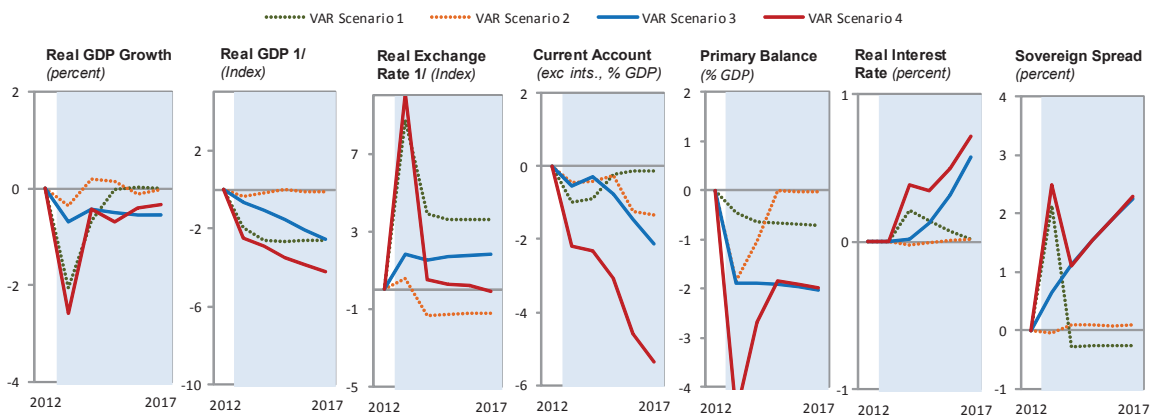 VAR Scenario 1 VAR Scenario 2 VAR Scenario 3 VAR Scenario 4
Real GDP Growth
(percent)
2
0
-2
-4
2012 2017
Real GDP 1/
(Index)
2
-2
-6
-10
2012 2017
Real Exchange
Rate 1/ (Index)
7
3
-1
-5
2012 2017
Current Account
(exc ints., % GDP)
2
0
-2
-4
-6
2012 2017
Primary Balance
(% GDP)
2
1
0
-1
-2
-3
-4
2012 2017
Real Interest
Rate (percent)
1
0
-1
2012 2017
Sovereign Spread
(percent)
4
3
2
1
0
-1
2012 2017